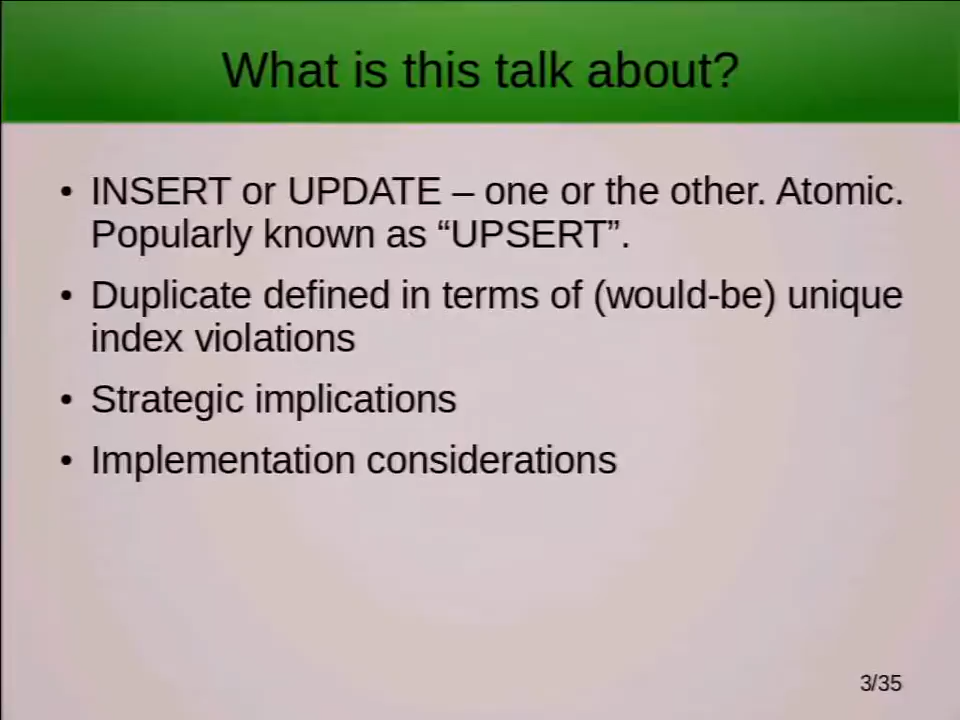 What is this talk about?
• INSERT or UPDATE – one or the other. Atomic.
Popularly known as “UPSERT”.
• Duplicate defined in terms of (would-be) unique
index violations
• Strategic implications
• Implementation considerations
3/35